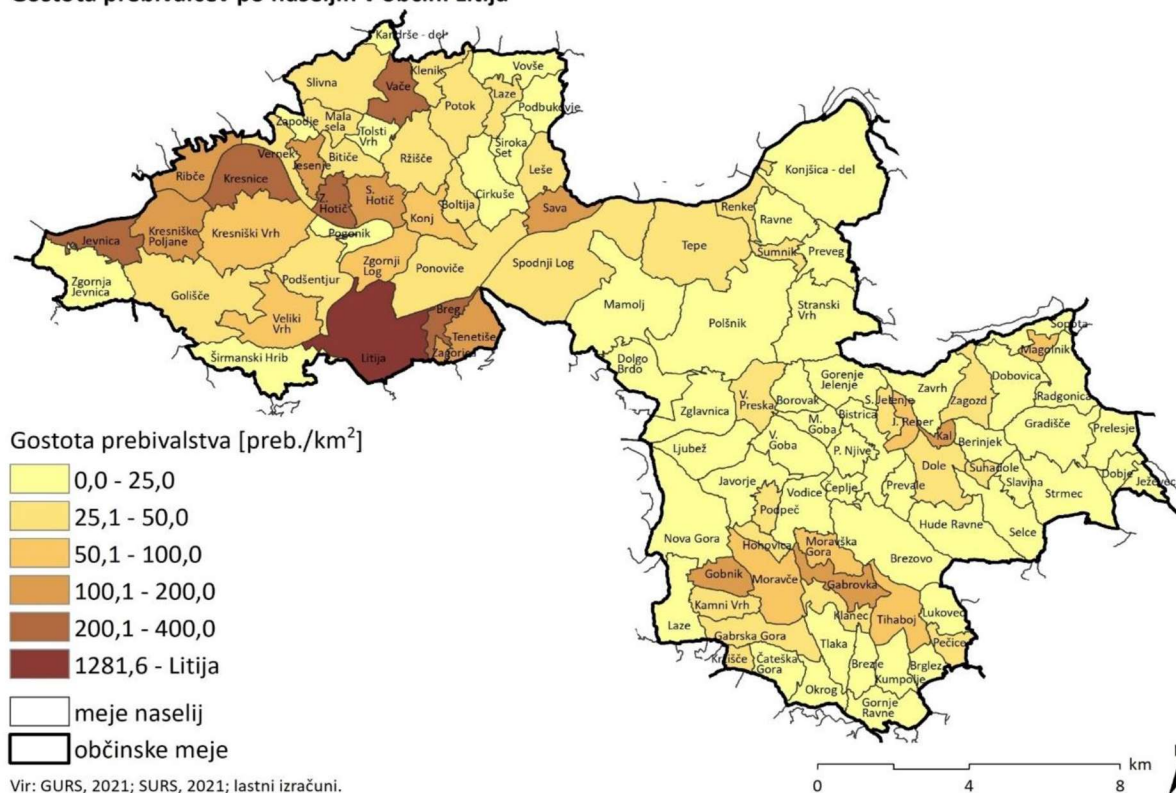 Gostota prebivalcev po naseljih v občini Litija
Kandrše - del
Vovše
Klenik
Slivna
Vače
Laze
Potok
Podbukovje
Zapodje
Mala
sela
Tolsti
Vrh
Široka
Set
Vernek
Jesenje
Bitiče
Ržišče
Leše
Konjšica - del
Ribče
Kresnice
Z.
Hotič
S.
Hotič
Boltija
Cirkuše
Konj
Sava
Renke
Ravne
Jevnica
Kresniške
Poljane
Kresniški Vrh
Pogonik
Tepe
Sumnik
Preveg
Zgornja
Jevnica
Golišče
Podšentjur
Zgornji
Log
Ponoviče
Spodnji Log
Mamolj
Polšnik
Stranski
Vrh
Veliki
Vrh
Breg
Tenetiše
Zagorica
Litija
Širmanski Hrib
Dolgo
Brdo
Sopota
Magolnik
Gorenje
Jelenje
Zavrh
Dobovica
Zglavnica
V.
Preska
Borovak
S. Jelenje
Zagozd
Radgonica
M.
Goba
Bistrica
J. Reber
Gradišče
Prelesje
Ljubež
V.
Goba
P. Njive
Kal
Berinjek
Dole
Suhadole
Dobje
Ježevec
Javorje
Vodice
Čeplje
Prevale
Slavina
Strmec
Podpeč
Hude Ravne
Selce
Nova Gora
Hohovica
Moravška
Gora
Brezovo
Gobnik
Moravče
Gabrovka
Kamni Vrh
Klanec
Tihaboj
Lukovec
Laze
Gabrska Gora
Tlaka
Pečice
Križišče
Čateška
Gora
Brezje
Brglez
Kumpolje
Okrog
Gornje
Ravne
Gostota prebivalstva [preb./km²]
0,0 - 25,0
25,1 - 50,0
50,1 - 100,0
100,1 - 200,0
200,1 - 400,0
1281,6 - Litija
meje naselij
občinske meje
Vir: GURS, 2021; SURS, 2021; lastni izračuni.
km
0 4 8